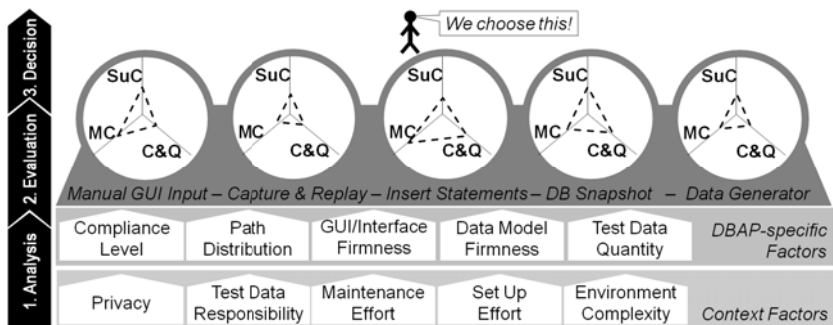 We choose this!
3. Decision
2. Evaluation
1. Analysis
SuC
MC
C&Q
SuC
MC
C&Q
SuC
MC
C&Q
SuC
MC
C&Q
SuC
MC
C&Q
Manual GUI Input – Capture & Replay – Insert Statements – DB Snapshot – Data Generator
Compliance
Level
Path
Distribution
GUI/Interface
Firmness
Data Model
Firmness
Test Data
Quantity
DBAP-specific
Factors
Privacy
Test Data
Responsibility
Maintenance
Effort
Set Up
Effort
Environment
Complexity
Context Factors